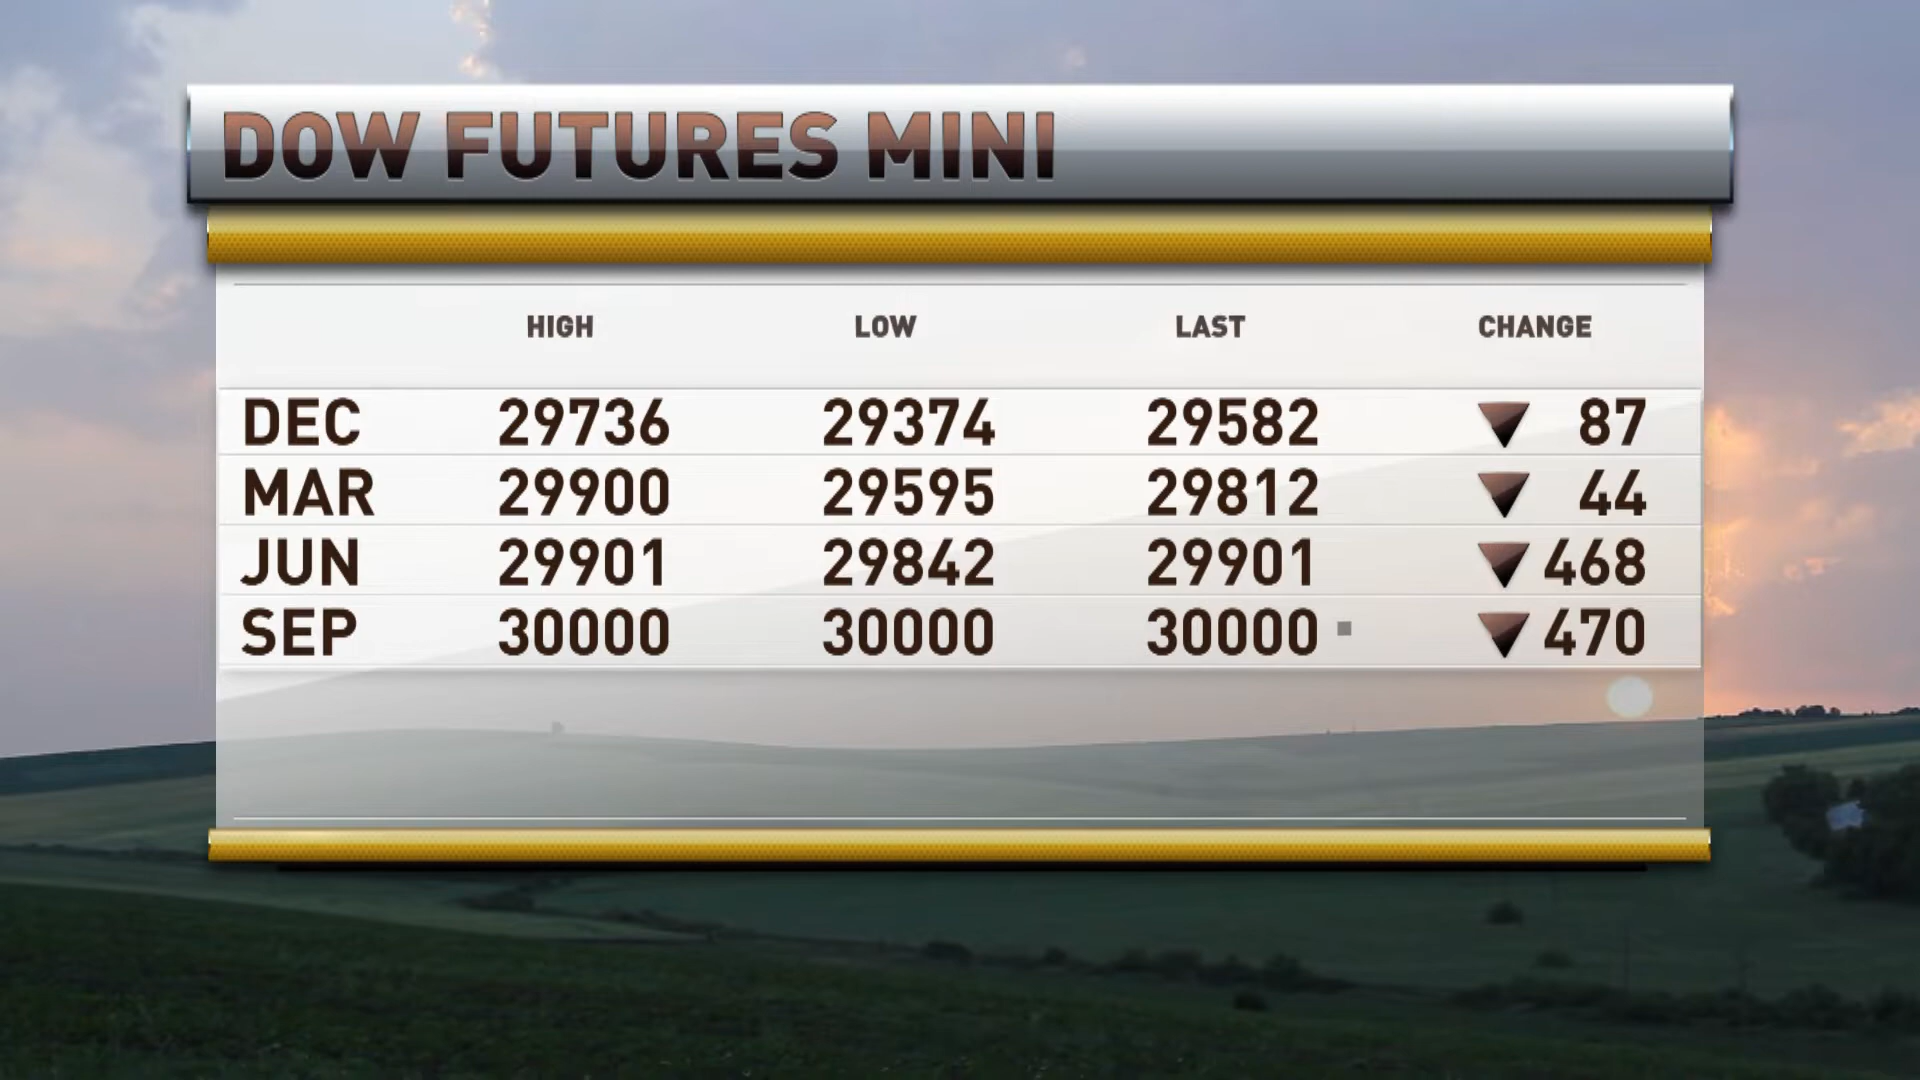 DOW FUTURES MINI
HIGH LOW LAST CHANGE
DEC 29736 29374 29582 ▼ 87
MAR 29900 29595 29812 ▼ 44
JUN 29901 29842 29901 ▼ 468
SEP 30000 30000 30000 ▼ 470